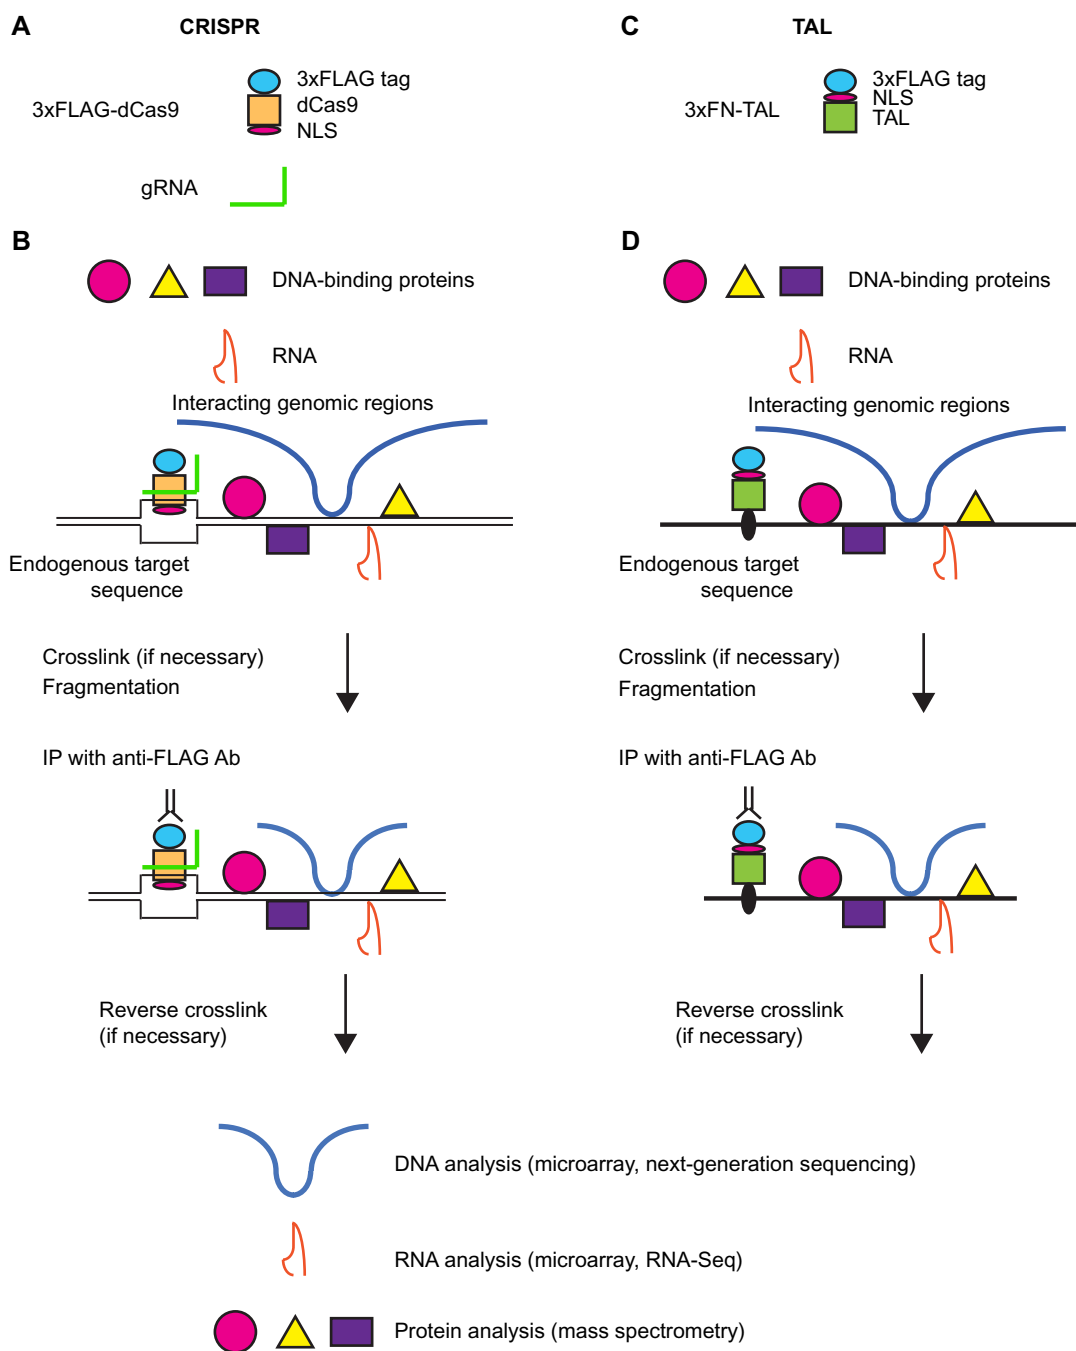 A
CRISPR
3xFLAG-dCas9
3xFLAG tag
dCas9
NLS
gRNA
B
DNA-binding proteins
RNA
Interacting genomic regions
Endogenous target
sequence
Crosslink (if necessary)
Fragmentation
IP with anti-FLAG Ab
Reverse crosslink
(if necessary)
C
TAL
3xFN-TAL
3xFLAG tag
NLS
TAL
D
DNA-binding proteins
RNA
Interacting genomic regions
Endogenous target
sequence
Crosslink (if necessary)
Fragmentation
IP with anti-FLAG Ab
Reverse crosslink
(if necessary)
DNA analysis (microarray, next-generation sequencing)
RNA analysis (microarray, RNA-Seq)
Protein analysis (mass spectrometry)